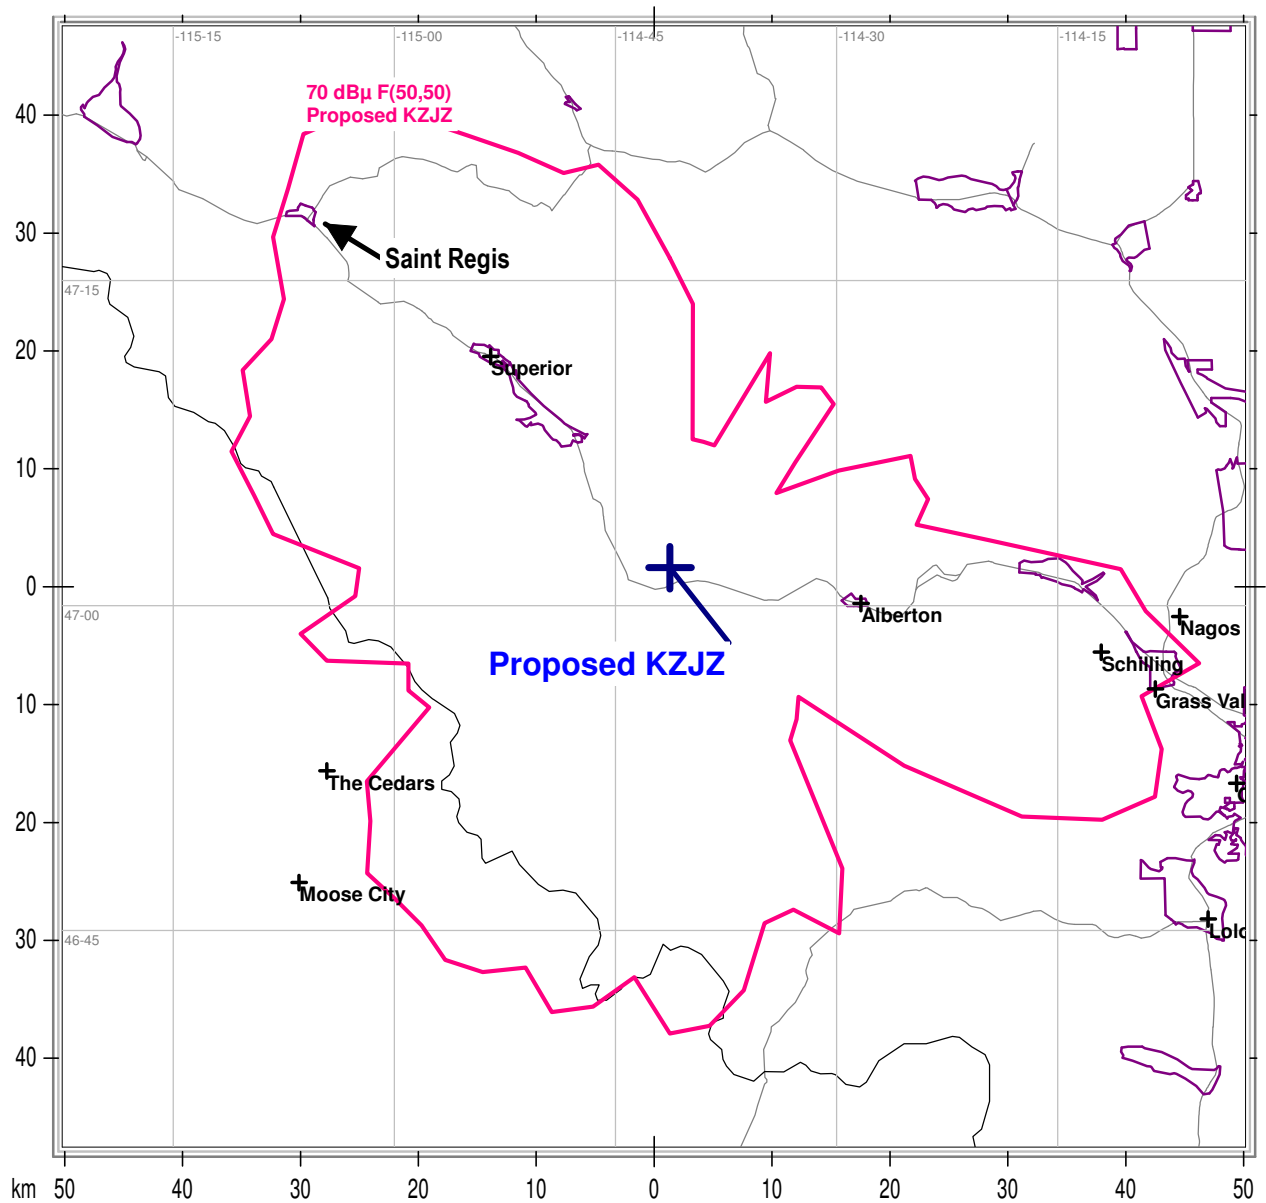 -115-15 -115-00 -114-45 -114-30 -114-15
70 dBµ F(50,50)
Proposed KZJZ
40
30
Saint Regis
47-15
20
Superior
10
0
47-00
Alberton
Nagos
Schilling
Proposed KZJZ
10
Grass Val
The Cedars
20
Moose City
30
46-45
Lolo
40
km 50 40 30 20 10 0 10 20 30 40 50